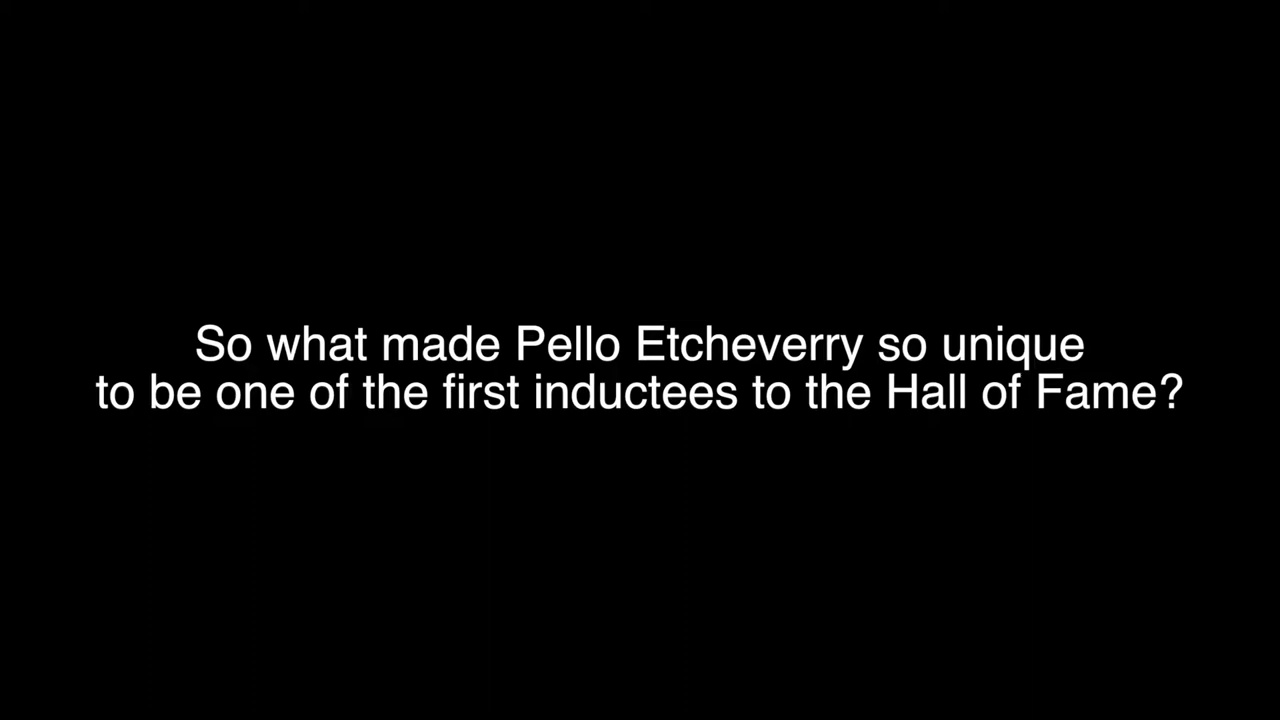 So what made Pello Etcheverry so unique
to be one of the first inductees to the Hall of Fame?